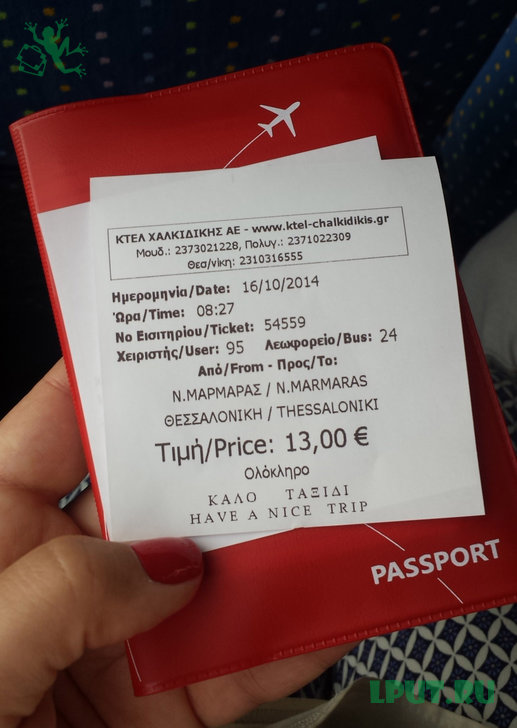 ΚΤΕΛ ΧΑΛΚΙΔΙΚΗΣ ΑΕ - www.ktel-chalkidikis.gr
Μουδ.: 2373021228, Πολυγ.: 2371022309
Θεσ/νίκη: 2310316555
Ημερομηνία/Date: 16/10/2014
Ώρα/Time: 08:27
Νο Εισιτηρίου/Ticket: 54559
Χειριστής/User: 95 Λεωφορείο/Bus: 24
Από/From - Προς/To:
Ν.ΜΑΡΜΑΡΑΣ / N.MARMARAS
ΘΕΣΣΑΛΟΝΙΚΗ / THESSALONIKI
Τιμή/Price: 13,00 €
Ολόκληρο
ΚΑΛΟ ΤΑΞΙΔΙ
HAVE A NICE TRIP
PASSPORT
LPUT.RU